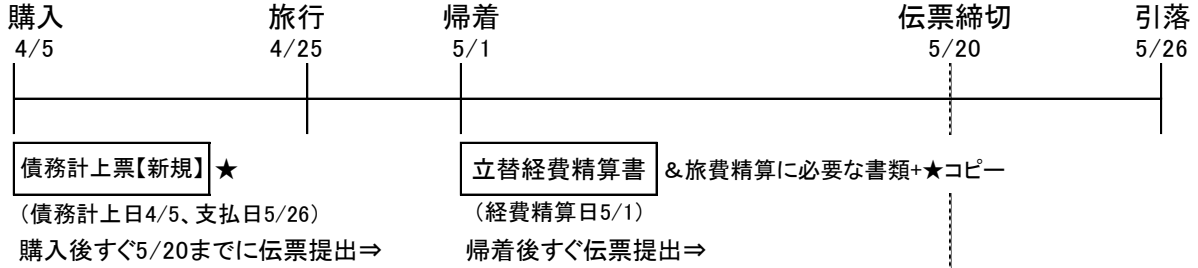 購入 旅行 帰着 伝票締切 引落
4/5 4/25 5/1 5/20 5/26
債務計上票【新規】 ★ 立替経費精算書 &旅費精算に必要な書類+★コピー
(債務計上日4/5、支払日5/26) (経費精算日5/1)
購入後すぐ5/20までに伝票提出⇒ 帰着後すぐ伝票提出⇒